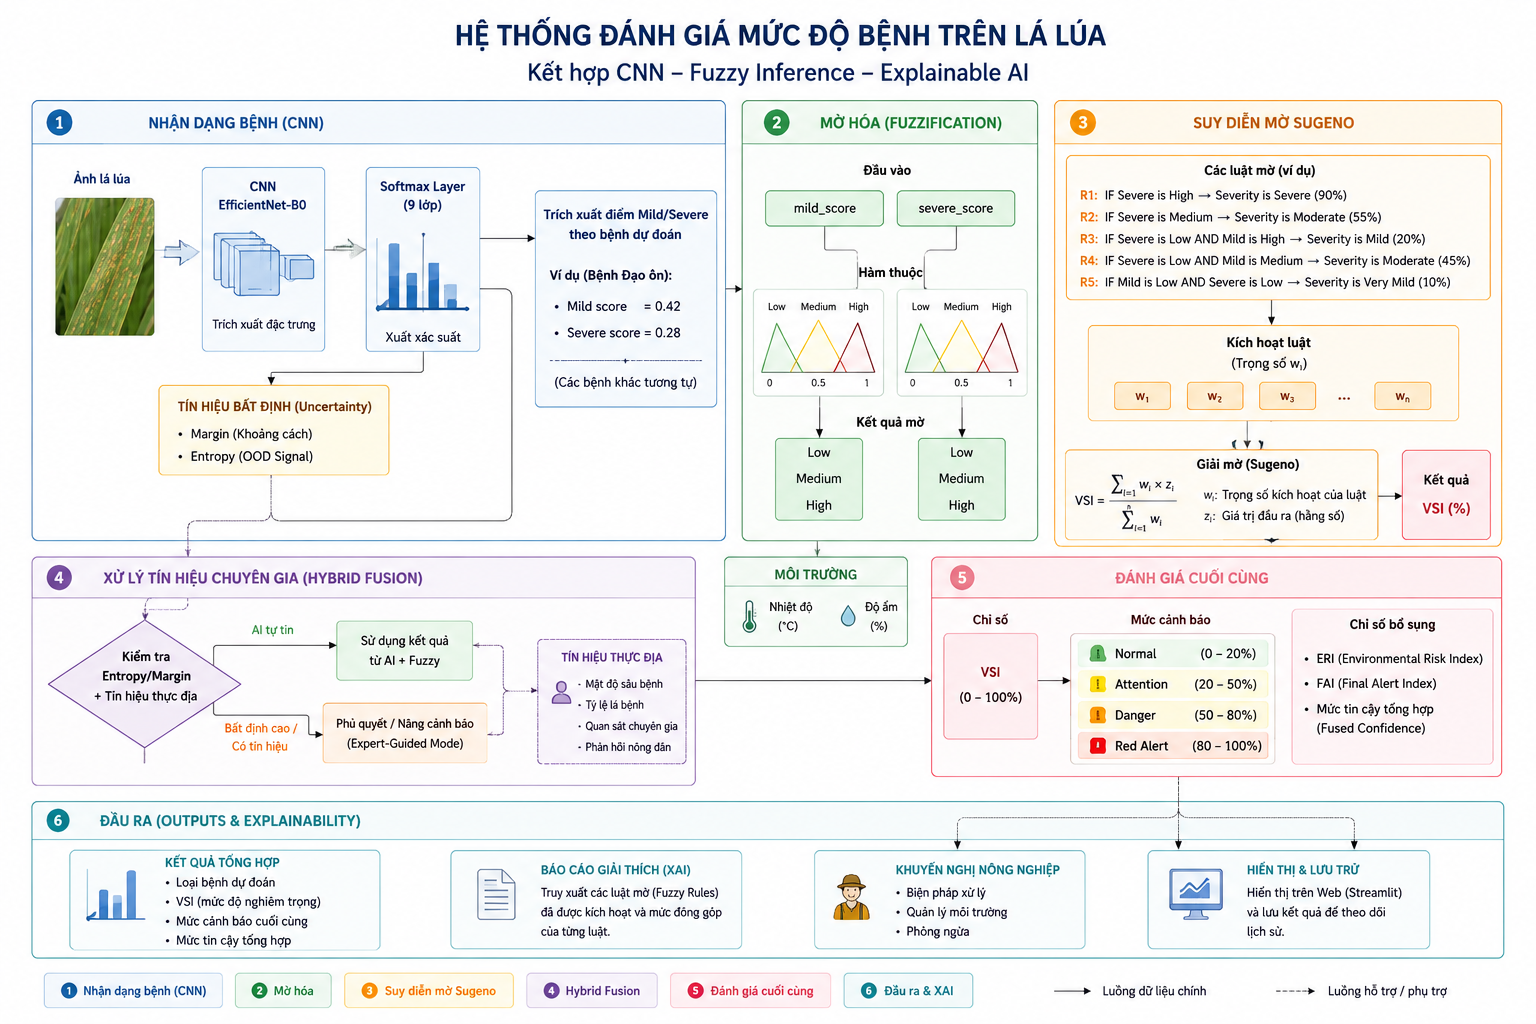 HỆ THỐNG ĐÁNH GIÁ MỨC ĐỘ BỆNH TRÊN LÁ LÚA
Kết hợp CNN – Fuzzy Inference – Explainable AI
1 NHẬN DẠNG BỆNH (CNN)
Ảnh lá lúa
CNN
EfficientNet-B0
Trích xuất đặc trưng
Softmax Layer
(9 lớp)
Xuất xác suất
Trích xuất điểm Mild/Severe
theo bệnh dự đoán
Ví dụ (Bệnh Đạo ôn):
• Mild score = 0.42
• Severe score = 0.28
(Các bệnh khác tương tự)
TÍN HIỆU BẤT ĐỊNH (Uncertainty)
• Margin (Khoảng cách)
• Entropy (OOD Signal)
2 MỜ HÓA (FUZZIFICATION)
Đầu vào
mild_score severe_score
Hàm thuộc
Low Medium High Low Medium High
0 0.5 1 0 0.5 1
Kết quả mờ
Low Low
Medium Medium
High High
3 SUY DIỄN MỜ SUGENO
Các luật mờ (ví dụ)
R1: IF Severe is High → Severity is Severe (90%)
R2: IF Severe is Medium → Severity is Moderate (55%)
R3: IF Severe is Low AND Mild is High → Severity is Mild (20%)
R4: IF Severe is Low AND Mild is Medium → Severity is Moderate (45%)
R5: IF Mild is Low AND Severe is Low → Severity is Very Mild (10%)
Kích hoạt luật
(Trọng số wᵢ)
w₁ w₂ w₃ ... wₙ
Giải mờ (Sugeno)
VSI = ∑ᵢ₌₁ wᵢ × zᵢ
∑ⁿᵢ₌₁ wᵢ
wᵢ: Trọng số kích hoạt của luật
zᵢ: Giá trị đầu ra (hằng số)
Kết quả
VSI (%)
4 XỬ LÝ TÍN HIỆU CHUYÊN GIA (HYBRID FUSION)
Kiểm tra
Entropy/Margin
+ Tín hiệu thực địa
AI tự tin
Bất định cao /
Có tín hiệu
Sử dụng kết quả
từ AI + Fuzzy
Phủ quyết / Nâng cảnh báo
(Expert-Guided Mode)
TÍN HIỆU THỰC ĐỊA
- Mật độ sâu bệnh
- Tỷ lệ lá bệnh
- Quan sát chuyên gia
- Phản hồi nông dân
MÔI TRƯỜNG
Nhiệt độ
(°C)
Độ ẩm
(%)
5 ĐÁNH GIÁ CUỐI CÙNG
Chỉ số
VSI
(0 – 100%)
Mức cảnh báo
Normal (0 – 20%)
Attention (20 – 50%)
Danger (50 – 80%)
Red Alert (80 – 100%)
Chỉ số bổ sụng
• ERI (Environmental Risk Index)
• FAI (Final Alert Index)
• Mức tin cậy tổng hợp
(Fused Confidence)
6 ĐẦU RA (OUTPUTS & EXPLAINABILITY)
KẾT QUẢ TỔNG HỢP
• Loại bệnh dự đoán
• VSI (mức độ nghiêm trọng)
• Mức cảnh báo cuối cùng
• Mức tin cậy tổng hợp
BÁO CÁO GIẢI THÍCH (XAI)
Truy xuất các luật mờ (Fuzzy Rules)
đã được kích hoạt và mức đóng góp
của từng luật.
KHUYẾN NGHỊ NÔNG NGHIỆP
• Biện pháp xử lý
• Quản lý môi trường
• Phòng ngừa
HIỂN THỊ & LƯU TRỮ
Hiển thị trên Web (Streamlit)
và lưu kết quả để theo dõi
lịch sử.
1 Nhận dạng bệnh (CNN)
2 Mờ hóa
3 Suy diễn mờ Sugeno
4 Hybrid Fusion
5 Đánh giá cuối cùng
6 Đầu ra & XAI
Luồng dữ liệu chính
Luồng hỗ trợ / phụ trợ